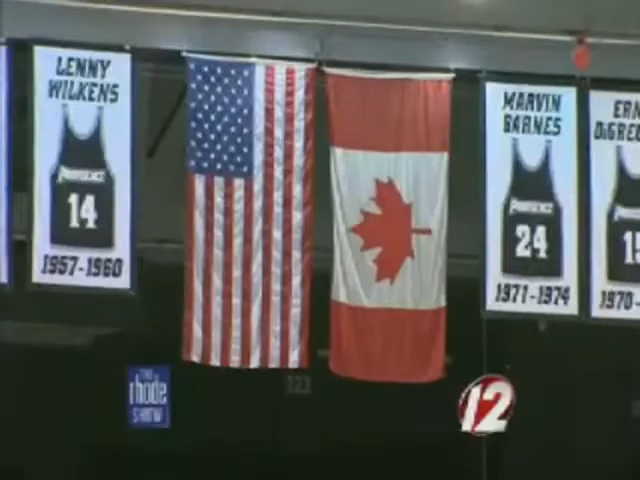 LENNY
WILKENS
PROVIDENCE
14
1957-1960
MARVIN
BARNES
PROVIDENCE
24
1971-1974
ERN
DiGREG
15
1970-
THE
rhode
SHOW
12